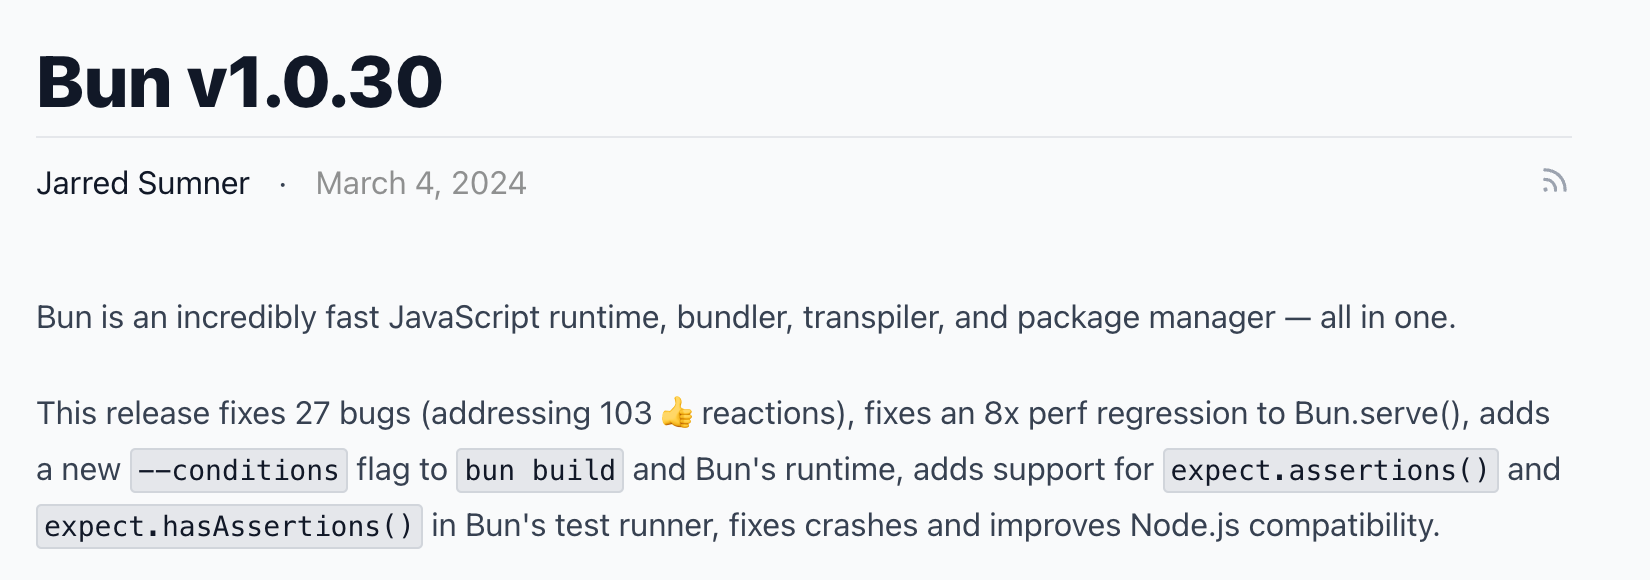 Bun v1.0.30
Jarred Sumner · March 4, 2024
Bun is an incredibly fast JavaScript runtime, bundler, transpiler, and package manager — all in one.
This release fixes 27 bugs (addressing 103 👍 reactions), fixes an 8x perf regression to Bun.serve(), adds
a new --conditions flag to bun build and Bun's runtime, adds support for expect.assertions() and
expect.hasAssertions() in Bun's test runner, fixes crashes and improves Node.js compatibility.